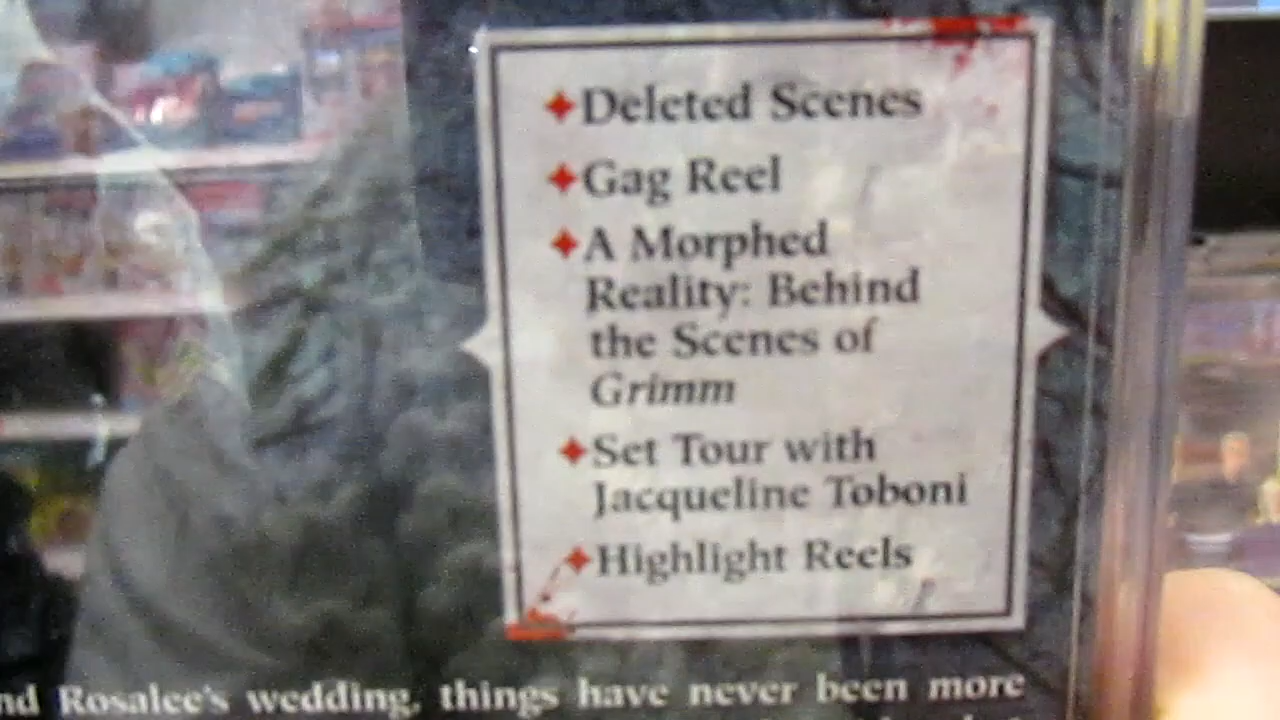 Deleted Scenes
Gag Reel
A Morphed
Reality: Behind
the Scenes of
Grimm
Set Tour with
Jacqueline Toboni
Highlight Reels
nd Rosalee's wedding, things have never been more